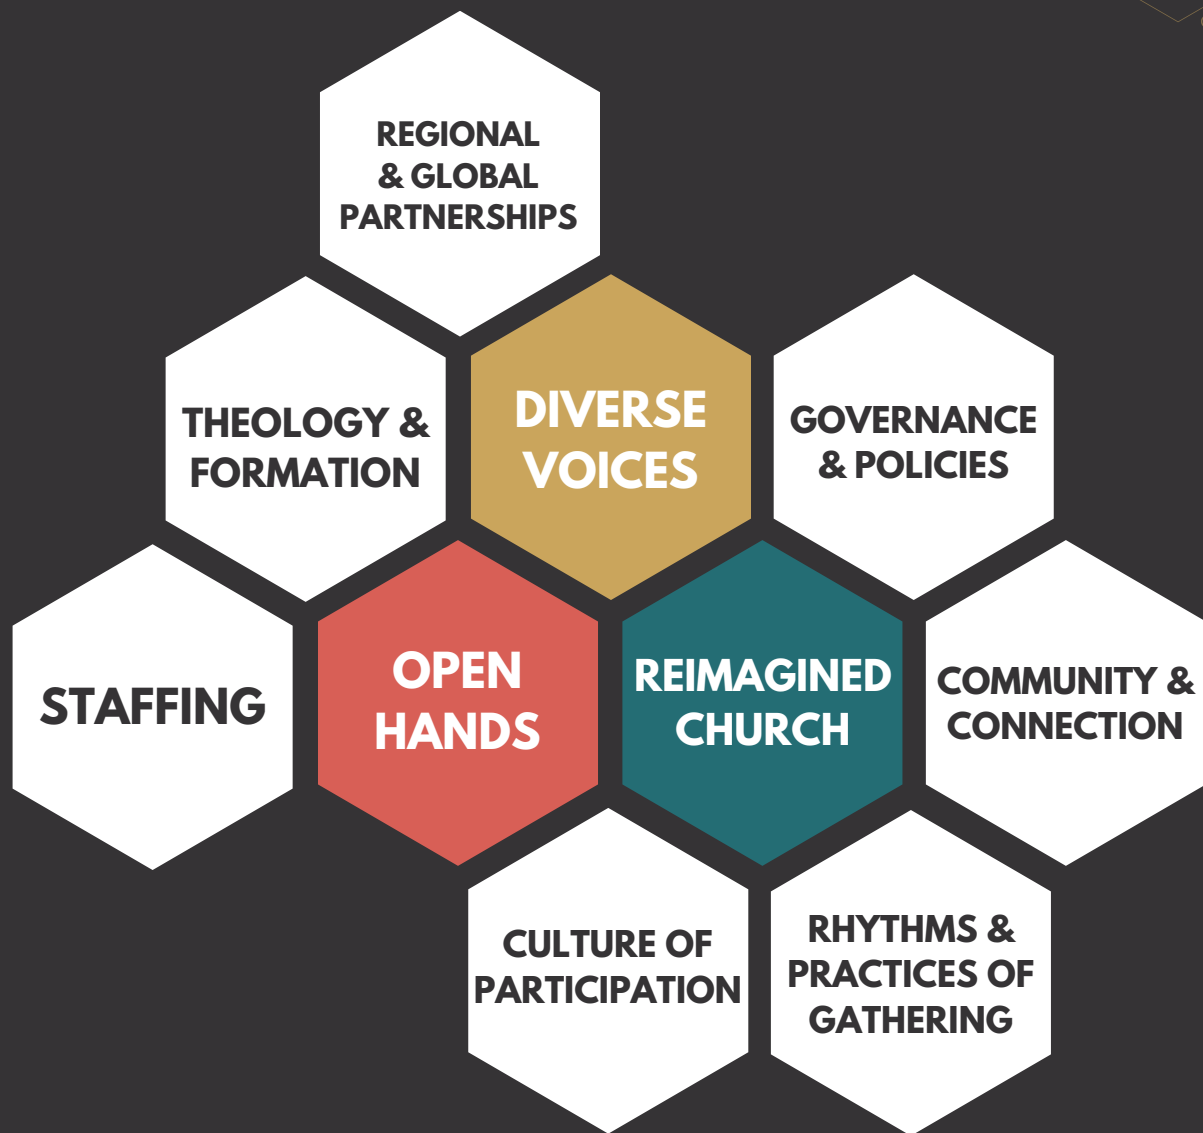 REGIONAL
& GLOBAL
PARTNERSHIPS
THEOLOGY &
FORMATION
DIVERSE
VOICES
GOVERNANCE
& POLICIES
STAFFING
OPEN
HANDS
REIMAGINED
CHURCH
COMMUNITY &
CONNECTION
CULTURE OF
PARTICIPATION
RHYTHMS &
PRACTICES OF
GATHERING